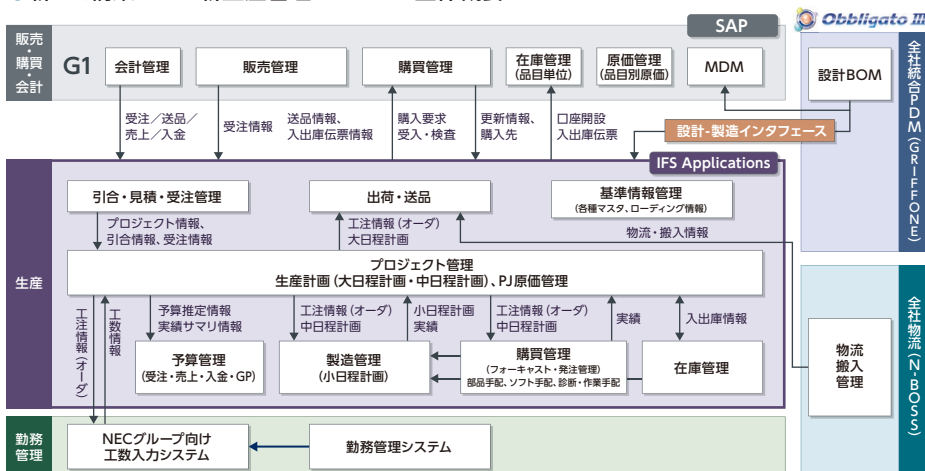 SAP
Obbligato Ⅲ
販売・購買・会計
G1
会計管理
販売管理
購買管理
在庫管理
(品目単位)
原価管理
(品目別原価)
MDM
設計BOM
全社統合PDM(GRIFFONE)
受注/送品/
売上/入金
受注情報
送品情報、
入出庫伝票情報
購入要求
受入・検査
更新情報、
購入先
口座開設
入出庫伝票
設計-製造インタフェース
IFS Applications
生産
引合・見積・受注管理
出荷・送品
基準情報管理
(各種マスタ、ローディング情報)
プロジェクト情報、
引合情報、受注情報
工注情報(オーダ)
大日程計画
物流・搬入情報
プロジェクト管理
生産計画(大日程計画・中日程計画)、PJ原価管理
工注情報(オーダ)
工数情報
予算推定情報
実績サマリ情報
工注情報(オーダ)
中日程計画
小日程計画
実績
工注情報(オーダ)
中日程計画
実績
入出庫情報
予算管理
(受注・売上・入金・GP)
製造管理
(小日程計画)
購買管理
(フォーキャスト・発注管理)
部品手配、ソフト手配、診断・作業手配
在庫管理
物流
搬入
管理
全社物流(N-BOSS)
勤務
管理
NECグループ向け
工数入力システム
勤務管理システム